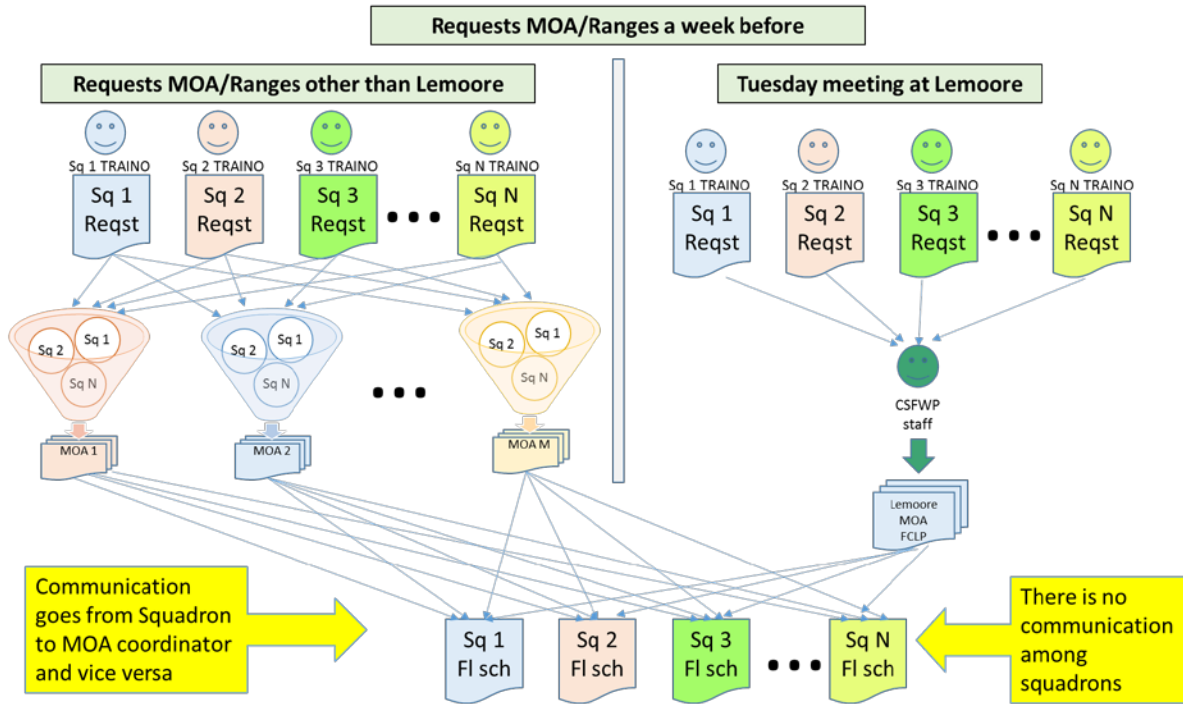 Requests MOA/Ranges a week before
Requests MOA/Ranges other than Lemoore
Tuesday meeting at Lemoore
Sq 1 TRAINO
Sq 2 TRAINO
Sq 3 TRAINO
Sq N TRAINO
Sq 1
Reqst
Sq 2
Reqst
Sq 3
Reqst
Sq N
Reqst
Sq 1 TRAINO
Sq 2 TRAINO
Sq 3 TRAINO
Sq N TRAINO
Sq 1
Reqst
Sq 2
Reqst
Sq 3
Reqst
Sq N
Reqst
Sq 2
Sq 1
Sq N
Sq 2
Sq 1
Sq N
Sq 2
Sq 1
Sq N
MOA 1
MOA 2
MOA M
CSFWP
staff
Lemoore
MOA
FCLP
Communication
goes from Squadron
to MOA coordinator
and vice versa
Sq 1
Fl sch
Sq 2
Fl sch
Sq 3
Fl sch
Sq N
Fl sch
There is no
communication
among
squadrons